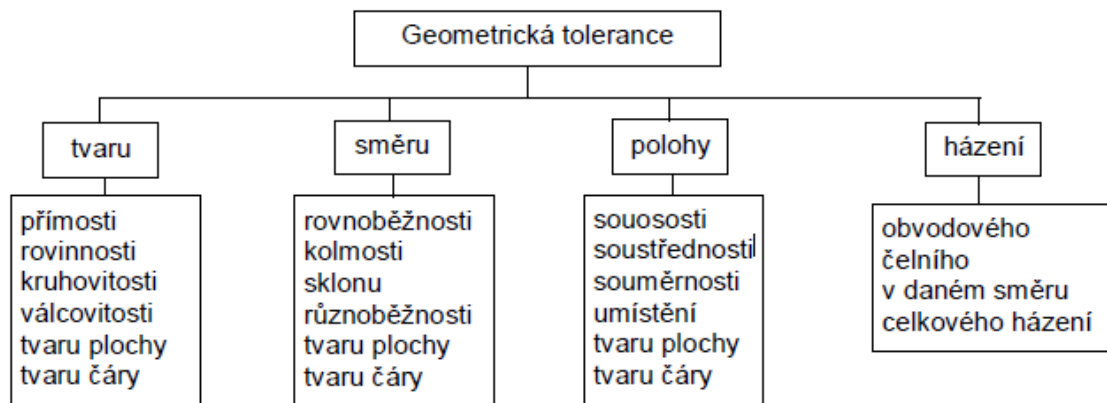 Geometrická tolerance
tvaru
směru
polohy
házení
přímosti
rovinnosti
kruhovitosti
válcovitosti
tvaru plochy
tvaru čáry
rovnoběžnosti
kolmosti
sklonu
různoběžnosti
tvaru plochy
tvaru čáry
souososti
soustřednosti
souměrnosti
umístění
tvaru plochy
tvaru čáry
obvodového
čelního
v daném směru
celkového házení